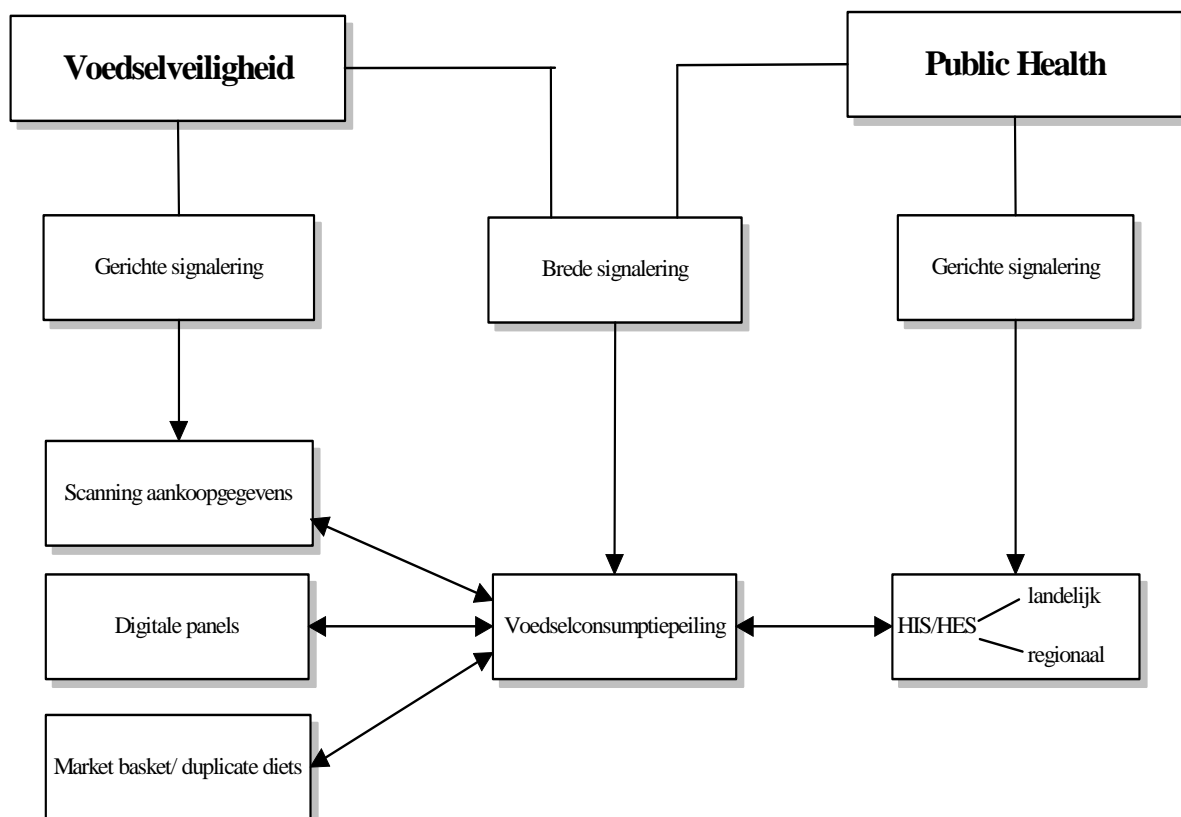 Voedselveiligheid
Public Health
Gerichte signalering
Brede signalering
Gerichte signalering
Scanning aankoopgegevens
Digitale panels
Voedselconsumptiepeiling
HIS/HES
landelijk
regionaal
Market basket/ duplicate diets